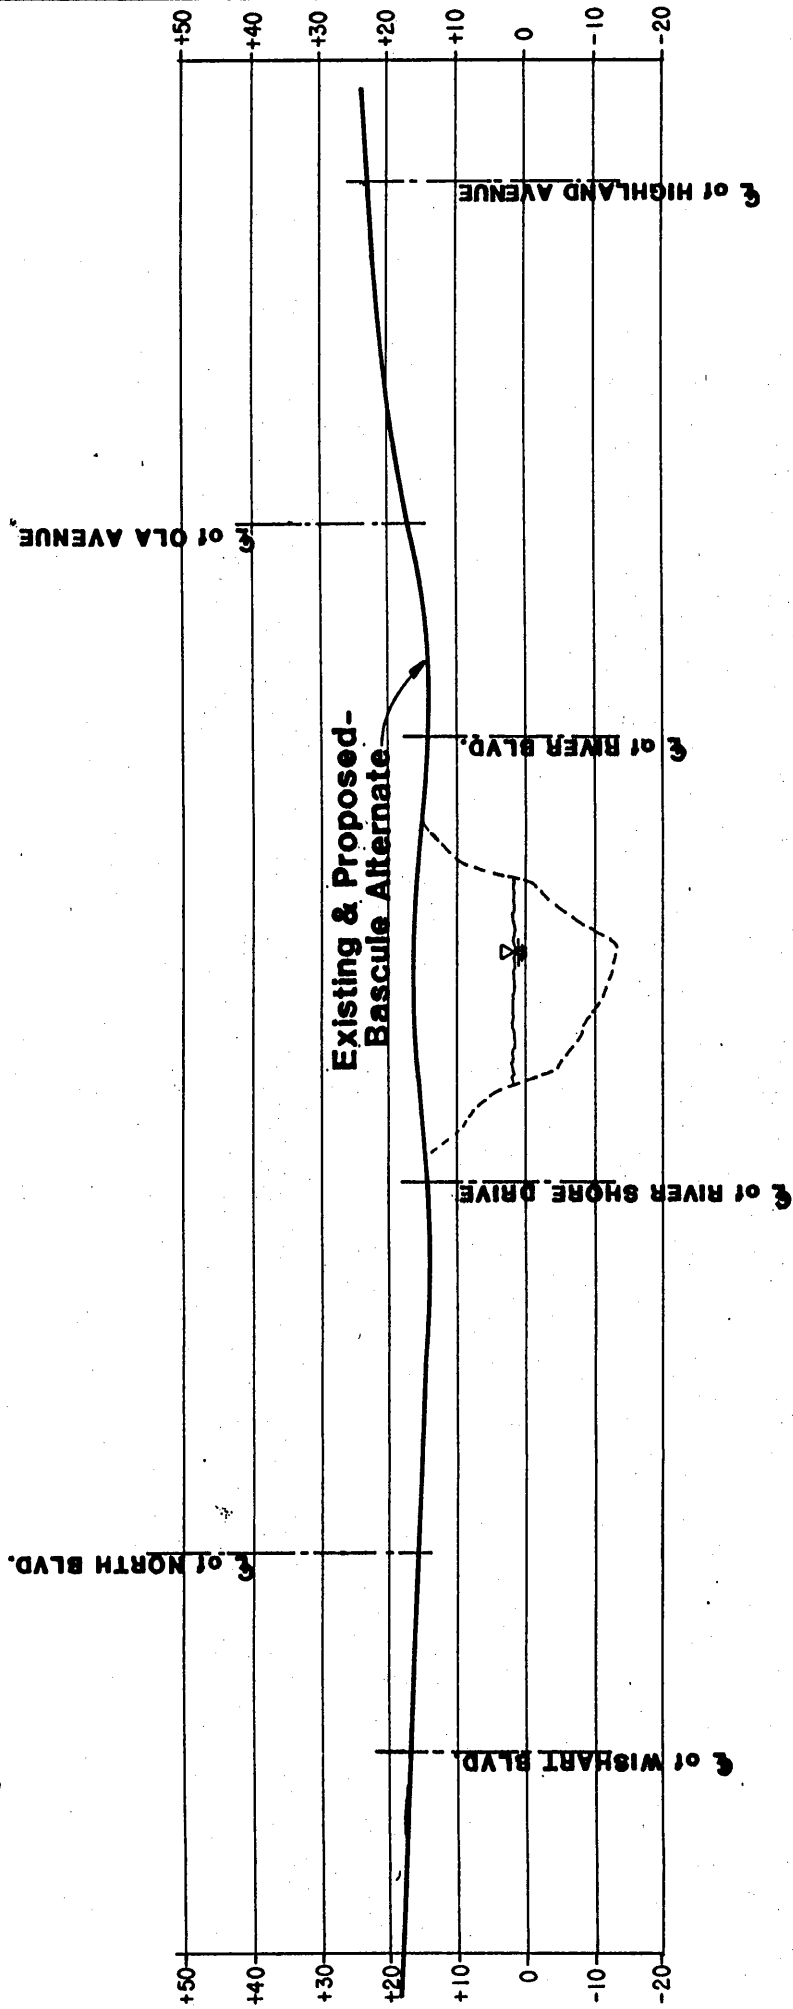 +50
+40
+30
+20
+10
0
-10
-20
℄ of HIGHLAND AVENUE
℄ of OLA AVENUE
℄ of RIVER BLVD.
Existing & Proposed-
Bascule Alternate
℄ of RIVER SHORE DRIVE
℄ of NORTH BLVD.
℄ of WISHART BLVD.
+50
+40
+30
+20
+10
0
-10
-20